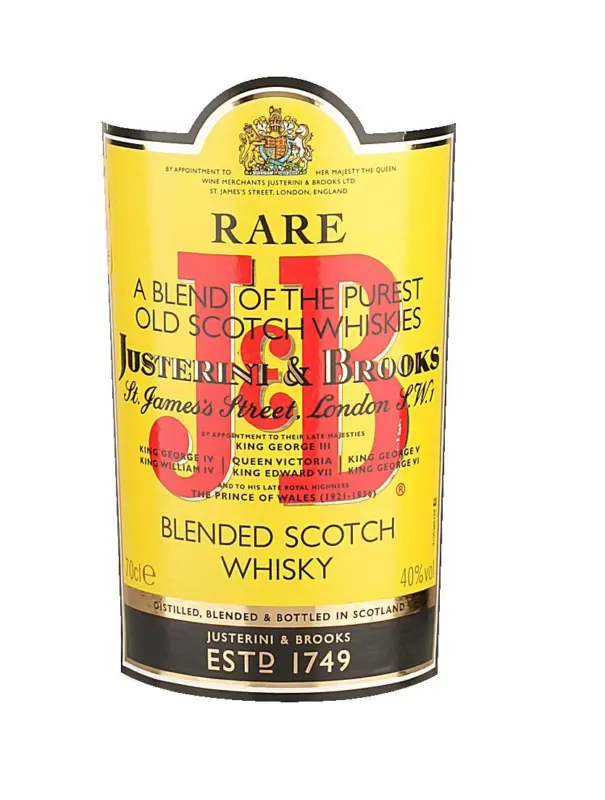 BY APPOINTMENT TO HER MAJESTY THE QUEEN
WINE MERCHANTS JUSTERINI & BROOKS LTD.
ST. JAMES'S STREET, LONDON, ENGLAND
RARE
J&B
A BLEND OF THE PUREST
OLD SCOTCH WHISKIES
JUSTERINI & BROOKS
St. James's Street, London S.W.1
BY APPOINTMENT TO THEIR LATE MAJESTIES
KING GEORGE III
KING GEORGE IV | QUEEN VICTORIA | KING GEORGE V
KING WILLIAM IV | KING EDWARD VII | KING GEORGE VI
AND TO HIS LATE ROYAL HIGHNESS
THE PRINCE OF WALES (1921-1936)
®
BLENDED SCOTCH
WHISKY
70cl e 40%vol
DISTILLED, BLENDED & BOTTLED IN SCOTLAND
JUSTERINI & BROOKS
ESTD 1749